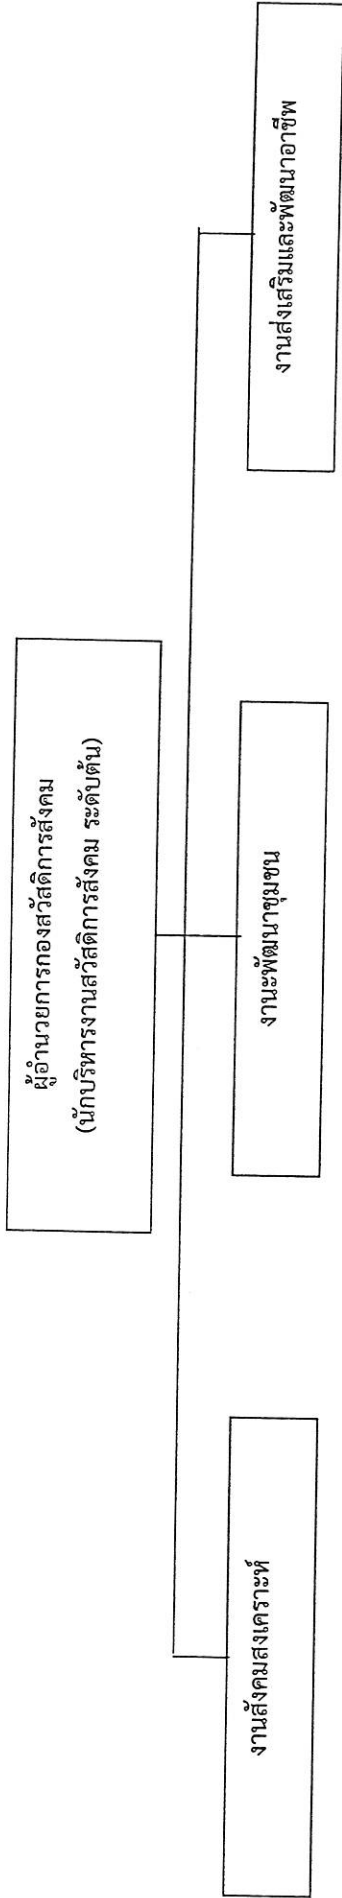 ผู้อำนวยการกองสวัสดิการสังคม
(นักบริหารงานสวัสดิการสังคม ระดับต้น)
งานสังคมสงเคราะห์
งานะพัฒนาชุมชน
งานส่งเสริมและพัฒนาอาชีพ